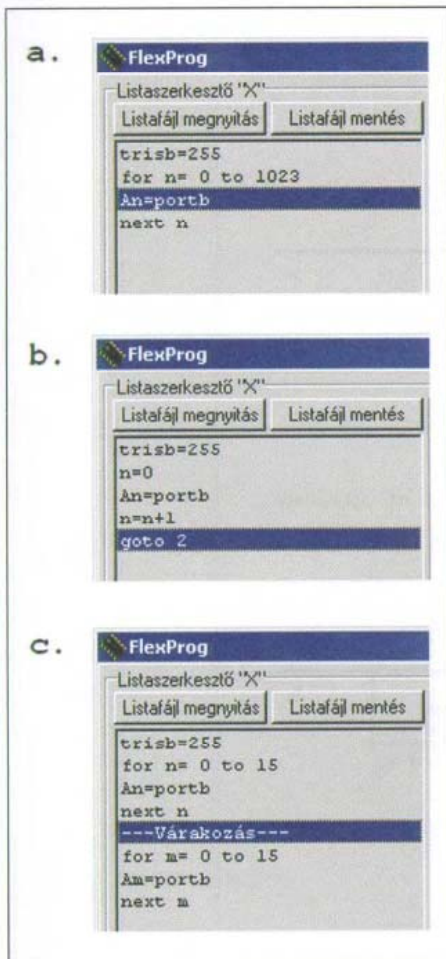 a.
FlexProg
Listaszerkesztő "X"
Listafájl megnyitás Listafájl mentés
trisb=255
for n= 0 to 1023
An=portb
next n
b.
FlexProg
Listaszerkesztő "X"
Listafájl megnyitás Listafájl mentés
trisb=255
n=0
An=portb
n=n+1
goto 2
c.
FlexProg
Listaszerkesztő "X"
Listafájl megnyitás Listafájl mentés
trisb=255
for n= 0 to 15
An=portb
next n
---Várakozás---
for m= 0 to 15
Am=portb
next m